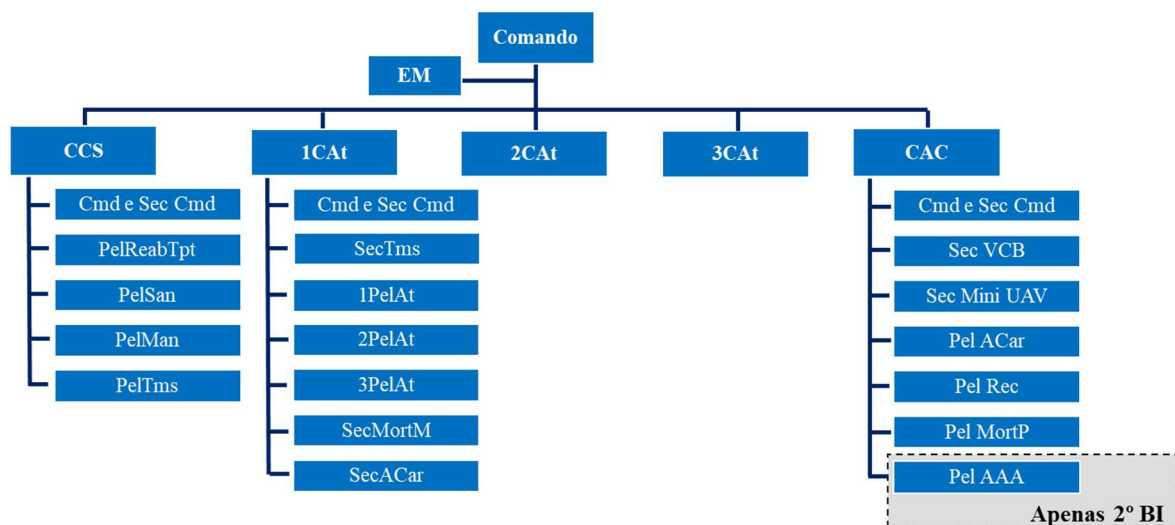 Comando
EM
CCS
1CAt
2CAt
3CAt
CAC
Cmd e Sec Cmd
PelReabTpt
PelSan
PelMan
PelTms
Cmd e Sec Cmd
SecTms
1PelAt
2PelAt
3PelAt
SecMortM
SecACar
Cmd e Sec Cmd
Sec VCB
Sec Mini UAV
Pel ACar
Pel Rec
Pel MortP
Pel AAA
Apenas 2º BI